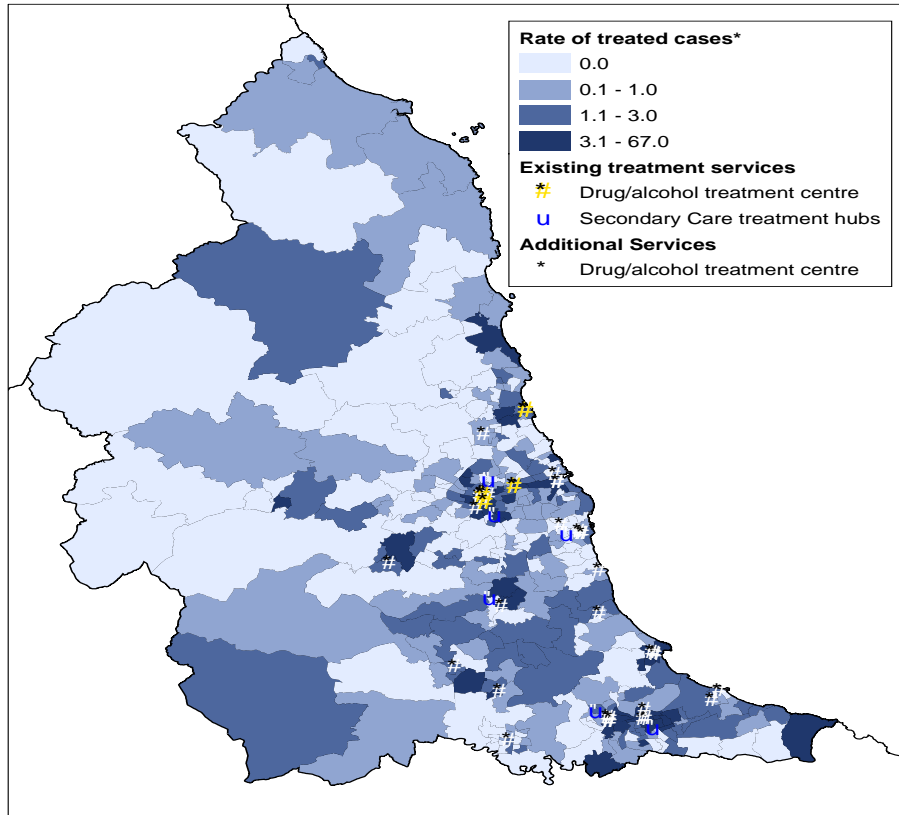 Rate of treated cases*
0.0
0.1 - 1.0
1.1 - 3.0
3.1 - 67.0
Existing treatment services
*# Drug/alcohol treatment centre
u Secondary Care treatment hubs
Additional Services
* Drug/alcohol treatment centre